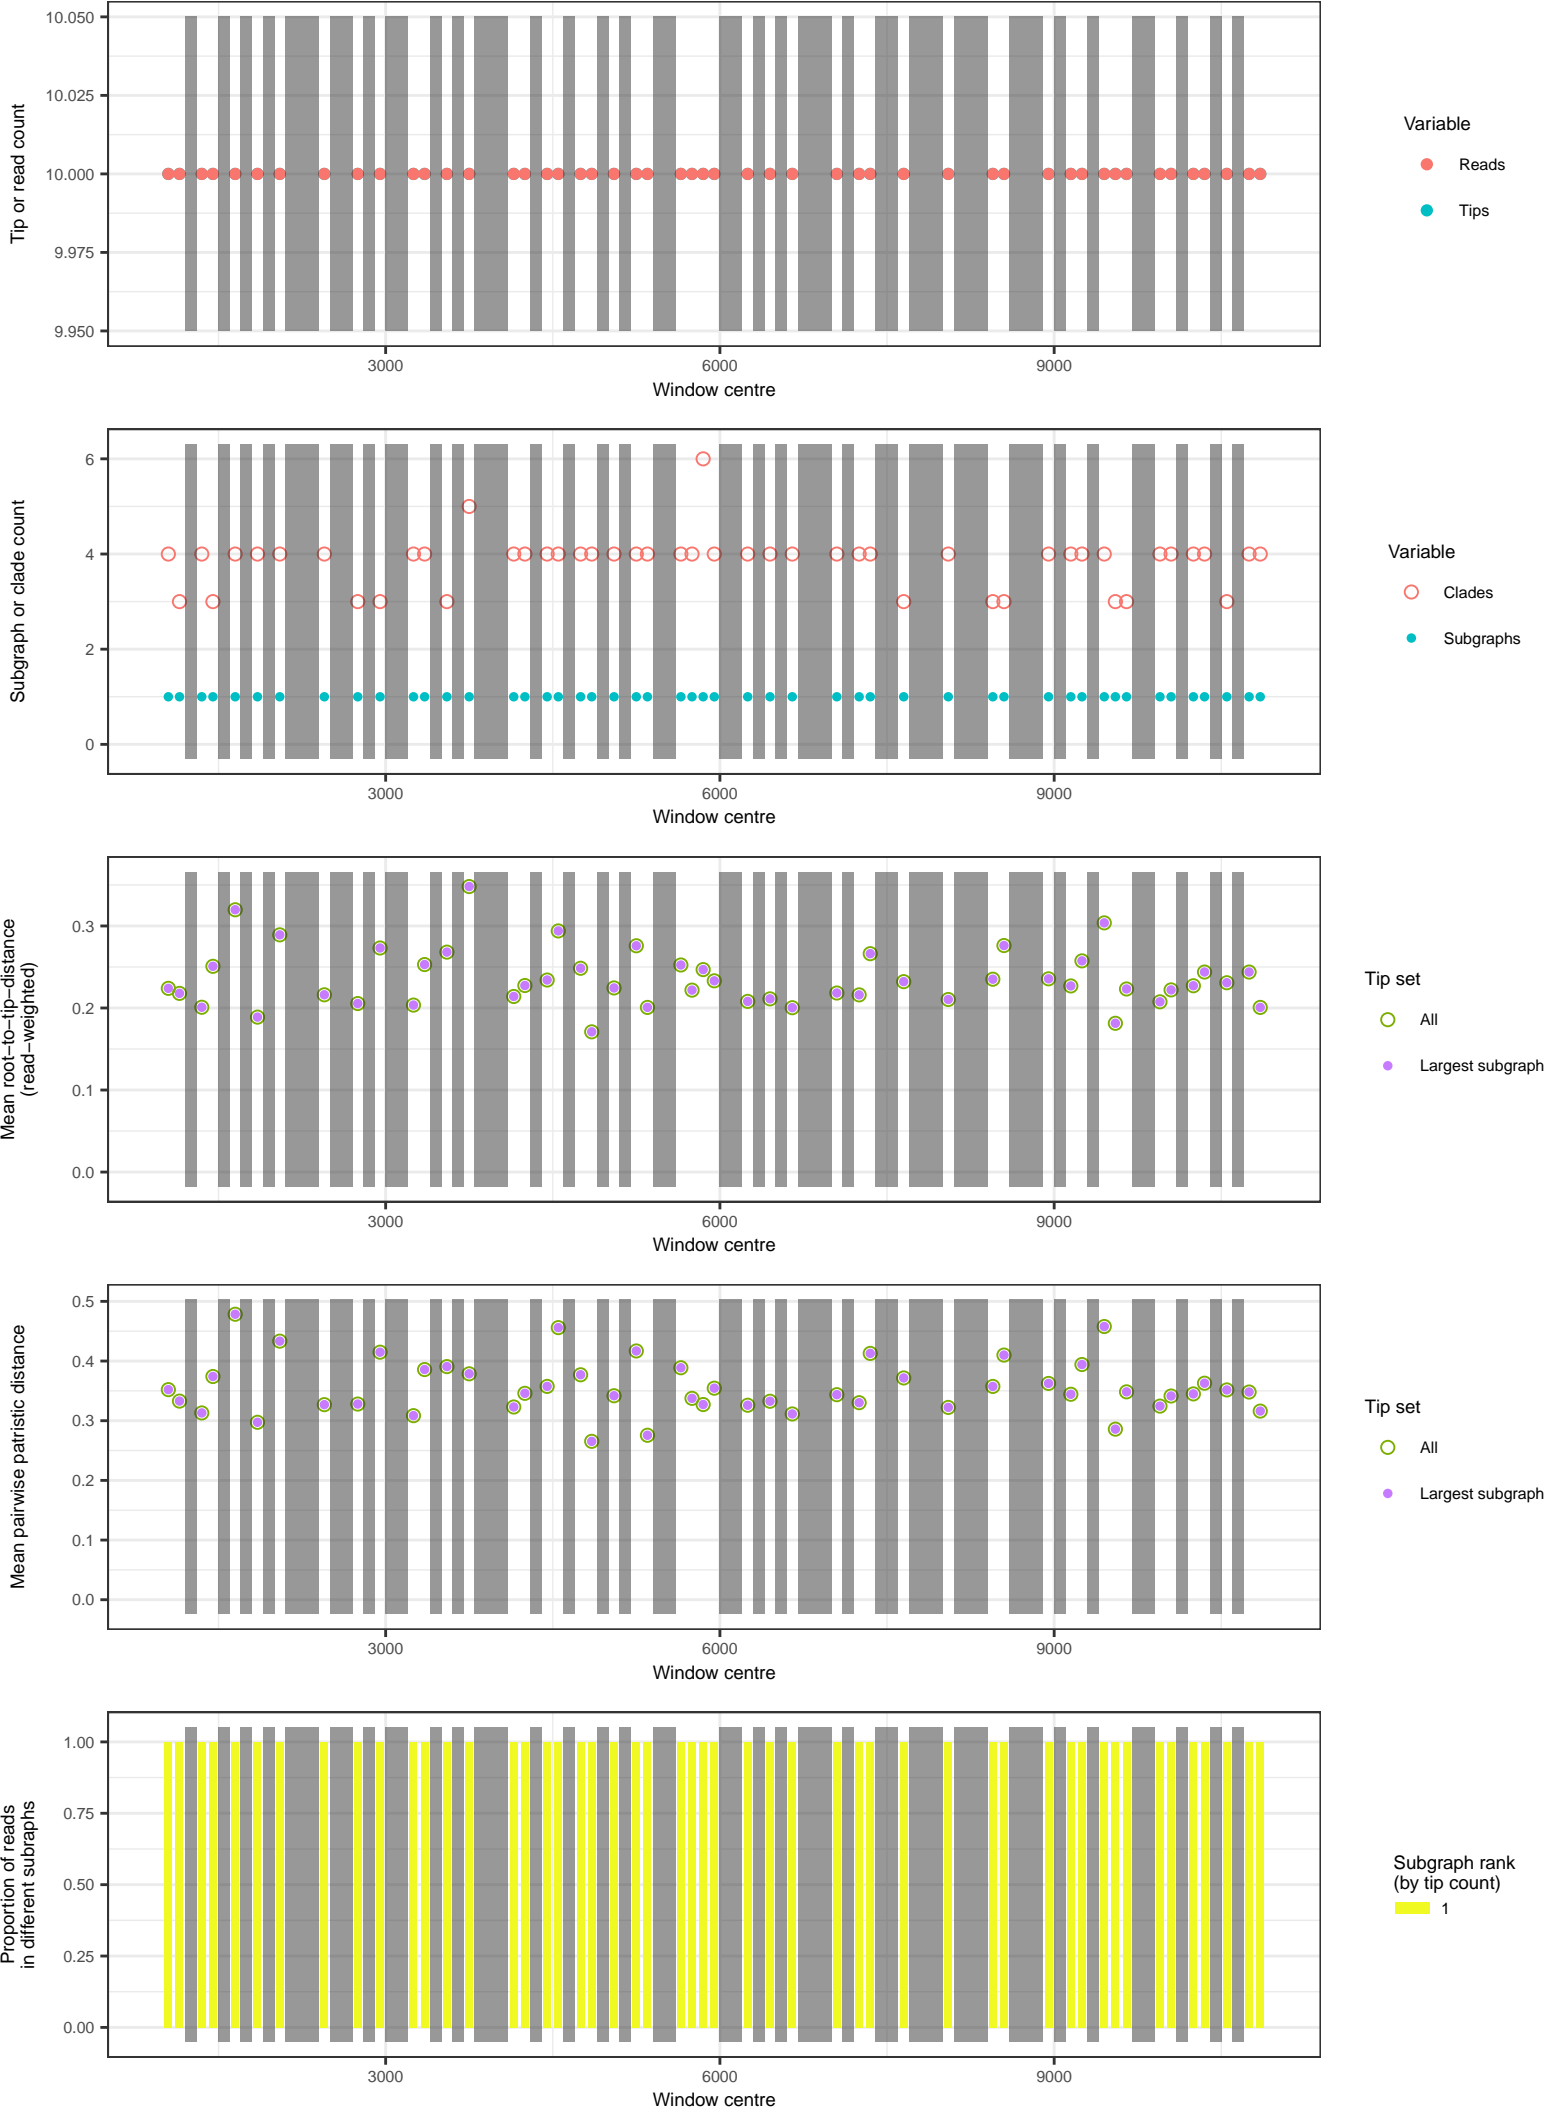 10.050
10.025
10.000
9.975
9.950
Tip or read count
3000
6000
9000
Window centre
Variable
Reads
Tips
6
4
2
0
Subgraph or clade count
3000
6000
9000
Window centre
Variable
Clades
Subgraphs
0.3
0.2
0.1
0.0
Mean root−to−tip−distance
(read−weighted)
3000
6000
9000
Window centre
Tip set
All
Largest subgraph
0.5
0.4
0.3
0.2
0.1
0.0
Mean pairwise patristic distance
3000
6000
9000
Window centre
Tip set
All
Largest subgraph
1.00
0.75
0.50
0.25
0.00
Proportion of reads
in different subraphs
3000
6000
9000
Window centre
Subgraph rank
(by tip count)
1